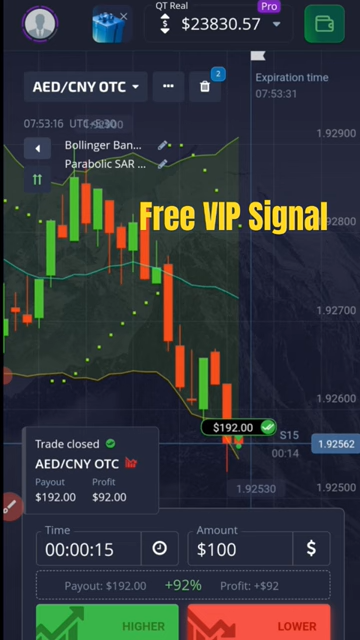 QT Real
Pro
$23830.57
AED/CNY OTC
2
Expiration time
07:53:31
07:53:16
1.92900
Bollinger Ban...
Parabolic SAR ...
Free VIP Signal
1.92800
1.92700
1.92600
$192.00
S15
00:14
1.92562
1.92530
1.92500
Trade closed
AED/CNY OTC
Payout Profit
$192.00 $92.00
Time Amount
00:00:15 $100 $
Payout: $192.00 +92% Profit: +$92
HIGHER LOWER